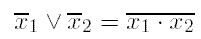 x̅₁ ∨ x̅₂ = \overline{x₁ · x₂}